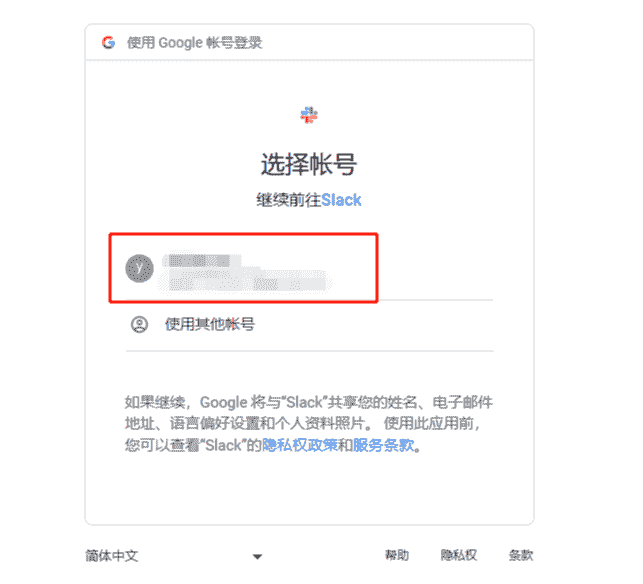 使用 Google 帐号登录
选择帐号
继续前往Slack
Y
使用其他帐号
如果继续，Google 将与“Slack”共享您的姓名、电子邮件
地址、语言偏好设置和个人资料照片。 使用此应用前，
您可以查看“Slack”的隐私权政策和服务条款。
简体中文
帮助 隐私权 条款